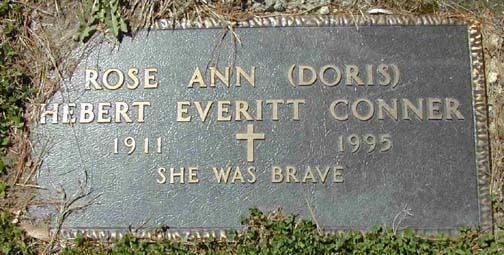 ROSE ANN (DORIS)
HEBERT EVERITT CONNER
1911 1995
SHE WAS BRAVE